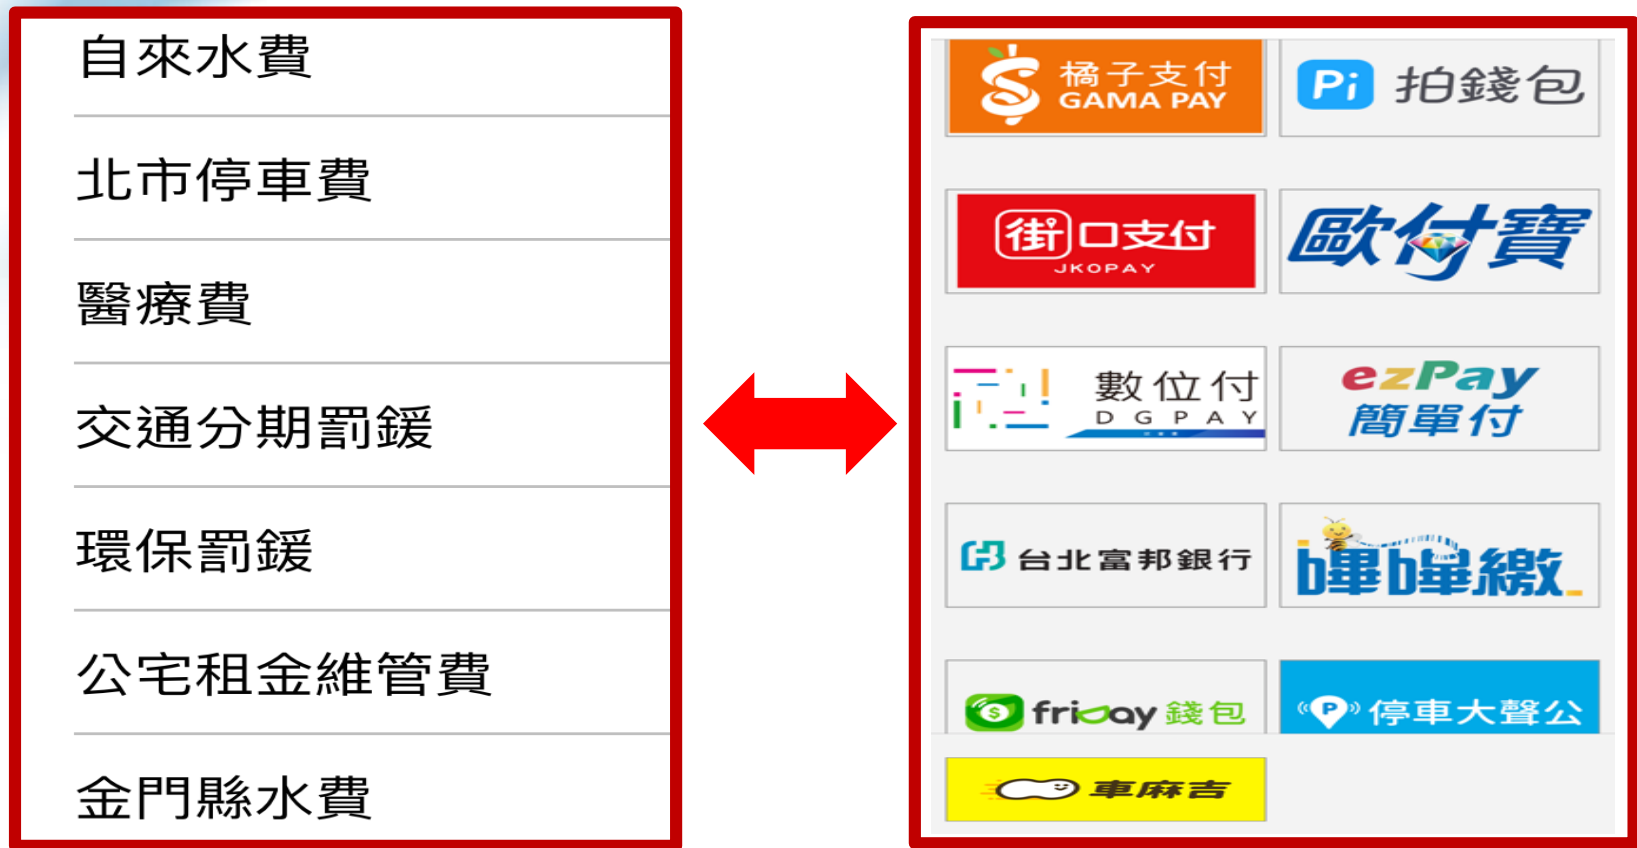 自來水費
北市停車費
醫療費
交通分期罰鍰
環保罰鍰
公宅租金維管費
金門縣水費
橘子支付
GAMA PAY
Pi 拍錢包
街口支付
JKOPAY
歐付寶
數位付
DGPAY
ezPay
簡單付
台北富邦銀行
嗶嗶繳
friDay 錢包
P 停車大聲公
車麻吉